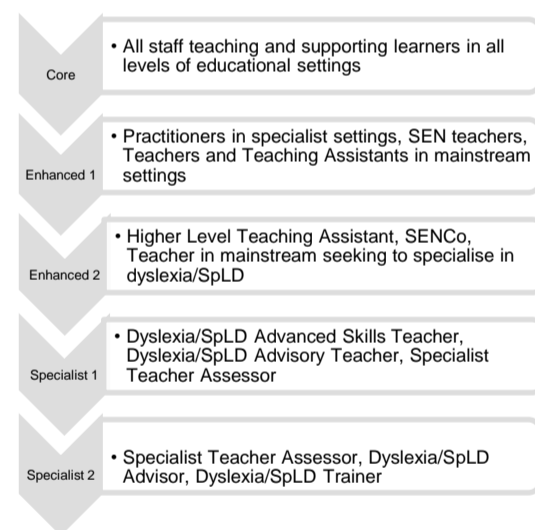 Core
• All staff teaching and supporting learners in all
levels of educational settings
Enhanced 1
• Practitioners in specialist settings, SEN teachers,
Teachers and Teaching Assistants in mainstream
settings
Enhanced 2
• Higher Level Teaching Assistant, SENCo,
Teacher in mainstream seeking to specialise in
dyslexia/SpLD
Specialist 1
• Dyslexia/SpLD Advanced Skills Teacher,
Dyslexia/SpLD Advisory Teacher, Specialist
Teacher Assessor
Specialist 2
• Specialist Teacher Assessor, Dyslexia/SpLD
Advisor, Dyslexia/SpLD Trainer